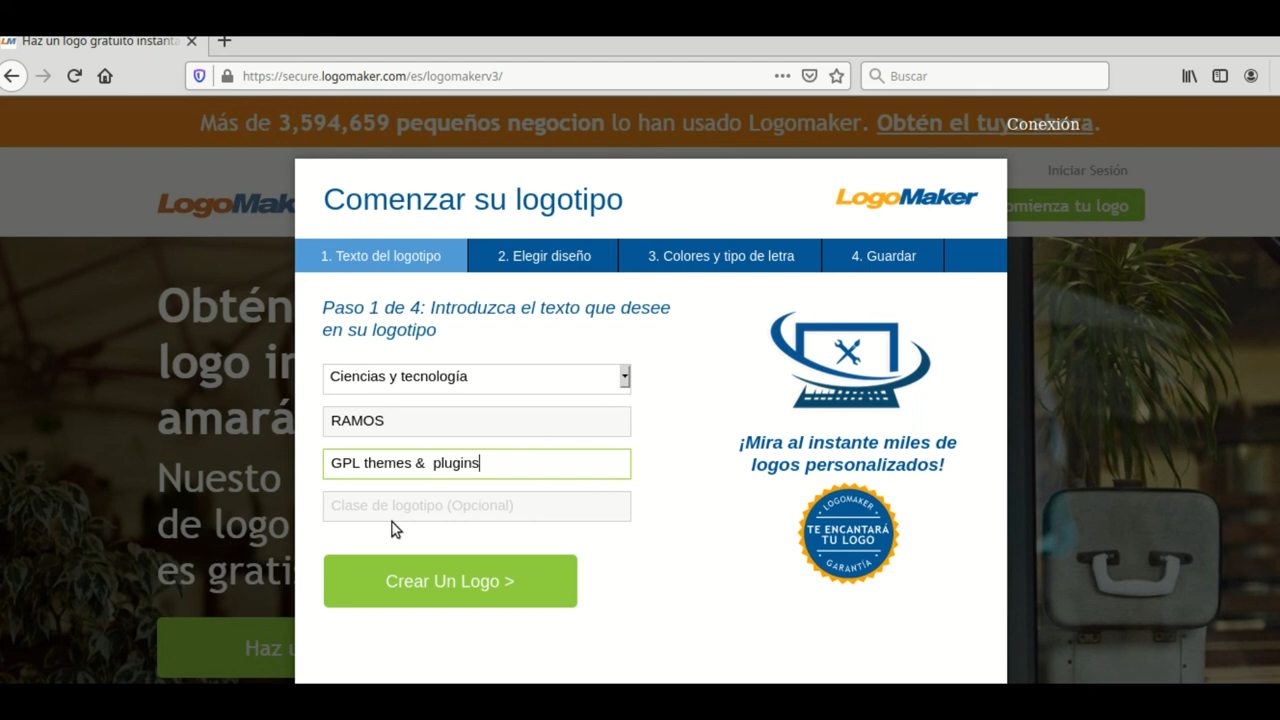 LM Haz un logo gratuito instanta
https://secure.logomaker.com/es/logomakerv3/
Buscar
Más de 3,594,659 pequeños negocion lo han usado Logomaker. Obtén el tuyo ahora.
Conexión
Iniciar Sesión
LogoMak
omienza tu logo
Comenzar su logotipo
LogoMaker
1. Texto del logotipo
2. Elegir diseño
3. Colores y tipo de letra
4. Guardar
Paso 1 de 4: Introduzca el texto que desee
en su logotipo
Ciencias y tecnología
RAMOS
GPL themes &  plugins
Clase de logotipo (Opcional)
Crear Un Logo >
¡Mira al instante miles de
logos personalizados!
LOGOMAKER
TE ENCANTARÁ
TU LOGO
GARANTÍA
Obtén
logo in
amará
Nuesto
de logo
es grati
Haz u